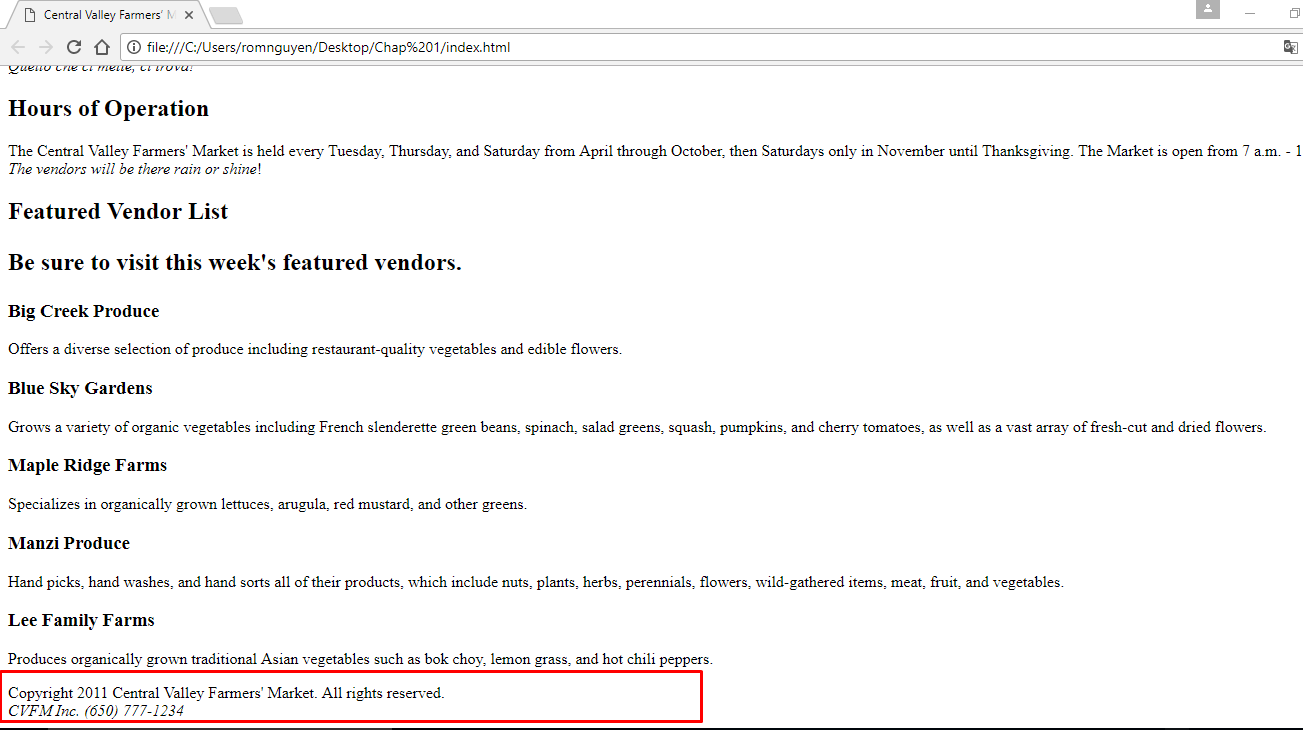 Central Valley Farmers' M
file:///C:/Users/romnguyen/Desktop/Chap%201/index.html
Quello che ci mette, ci trova!
Hours of Operation
The Central Valley Farmers' Market is held every Tuesday, Thursday, and Saturday from April through October, then Saturdays only in November until Thanksgiving. The Market is open from 7 a.m. - 1
The vendors will be there rain or shine!
Featured Vendor List
Be sure to visit this week's featured vendors.
Big Creek Produce
Offers a diverse selection of produce including restaurant-quality vegetables and edible flowers.
Blue Sky Gardens
Grows a variety of organic vegetables including French slenderette green beans, spinach, salad greens, squash, pumpkins, and cherry tomatoes, as well as a vast array of fresh-cut and dried flowers.
Maple Ridge Farms
Specializes in organically grown lettuces, arugula, red mustard, and other greens.
Manzi Produce
Hand picks, hand washes, and hand sorts all of their products, which include nuts, plants, herbs, perennials, flowers, wild-gathered items, meat, fruit, and vegetables.
Lee Family Farms
Produces organically grown traditional Asian vegetables such as bok choy, lemon grass, and hot chili peppers.
Copyright 2011 Central Valley Farmers' Market. All rights reserved.
CVFM Inc. (650) 777-1234